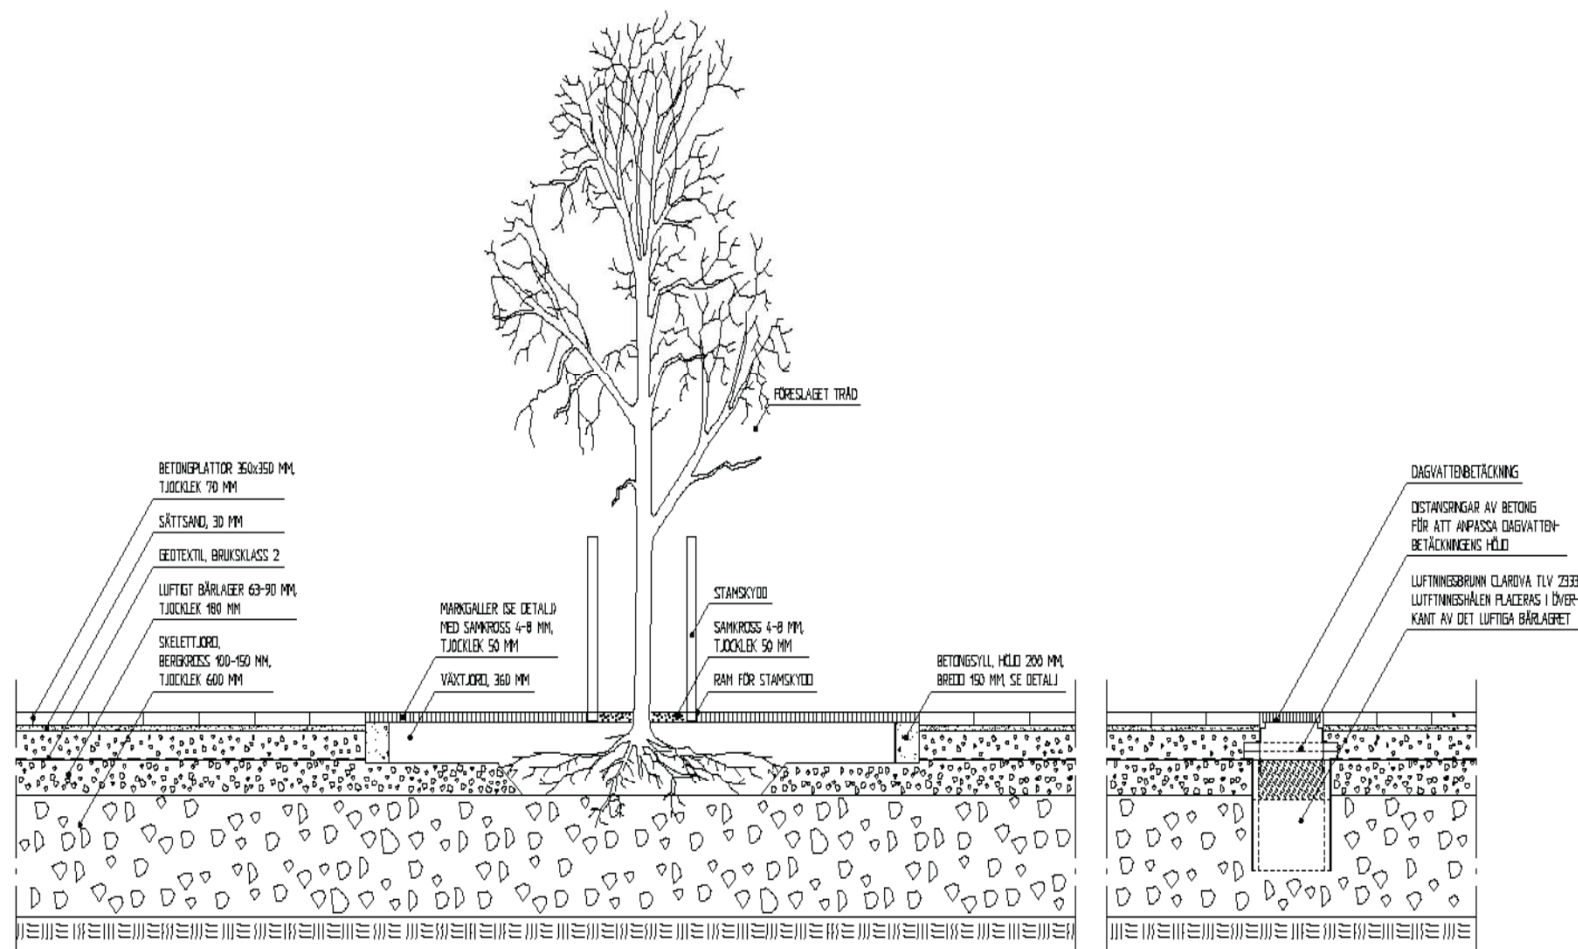 FÖRESLAGET TRÄD
BETONGPLATTOR 350x350 MM,
TJOCKLEK 70 MM
SÄTTSAND, 30 MM
GEOTEXTIL, BRUKSKLASS 2
LUFTIGT BÄRLAGER 63-90 MM,
TJOCKLEK 180 MM
SKELETTJORD,
BERGKROSS 100-150 MM,
TJOCKLEK 600 MM
MARKGALLER (SE DETALJ)
MED SAMKROSS 4-8 MM,
TJOCKLEK 50 MM
VÄXTJORD, 360 MM
STAMSKYDD
SAMKROSS 4-8 MM,
TJOCKLEK 50 MM
RAM FÖR STAMSKYDD
BETONGSYLL, HÖJD 200 MM,
BREDD 150 MM, SE DETALJ
DAGVATTENBETÄCKNING
DISTANSRINGAR AV BETONG
FÖR ATT ANPASSA DAGVATTEN-
BETÄCKNINGENS HÖJD
LUFTNINGSBRUNN CLAROVA TLV 2333
LUTFTNINGSHÅLEN PLACERAS I ÖVER-
KANT AV DET LUFTIGA BÄRLAGRET